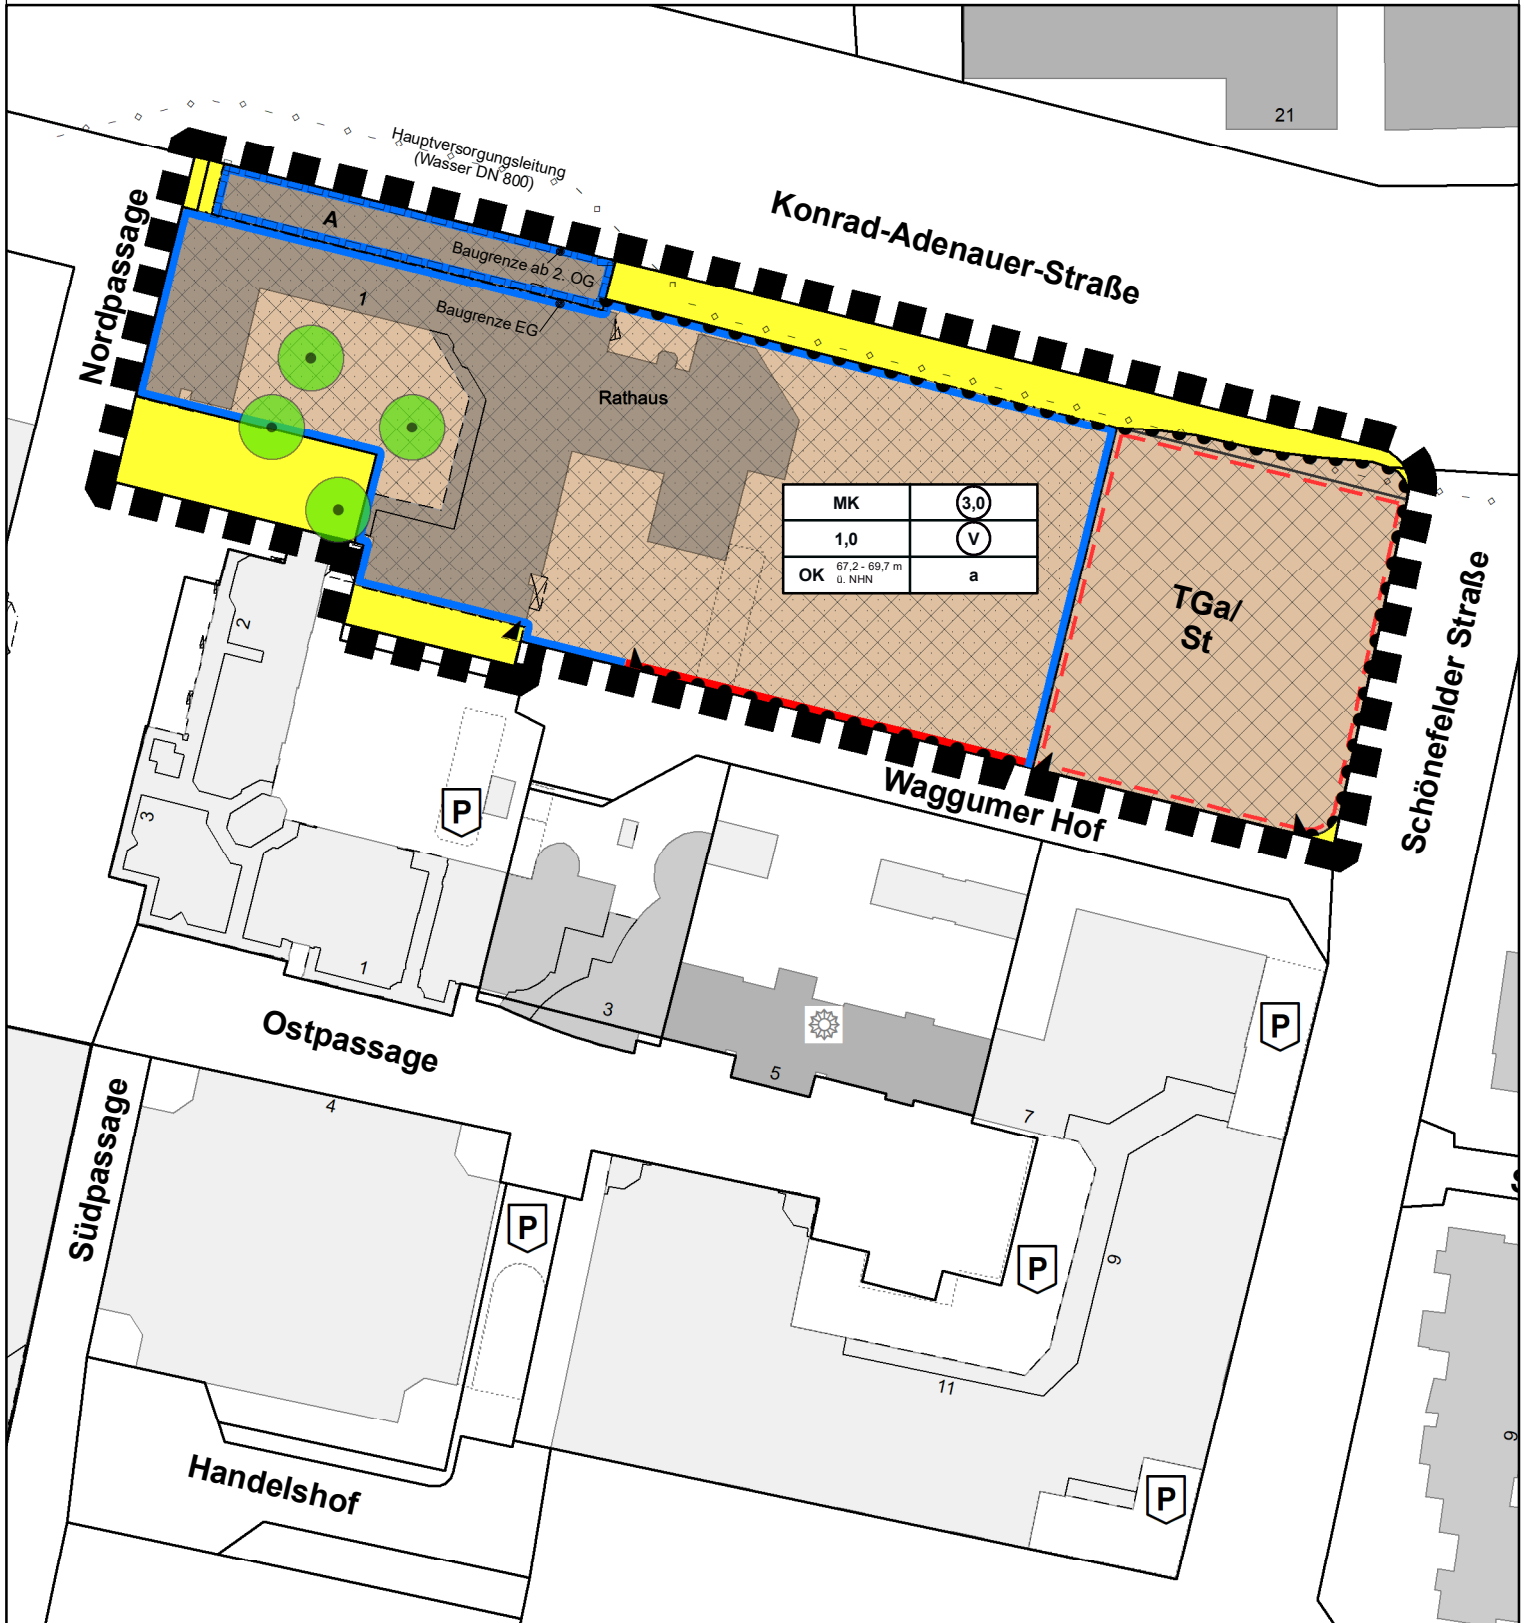 21
Hauptversorgungsleitung
(Wasser DN 800)
Konrad-Adenauer-Straße
Nordpassage
A
Baugrenze ab 2. OG
1
Baugrenze EG
Rathaus
MK 3,0
1,0 V
OK 67,2 - 69,7 m
ü. NHN
a
TGa/
St
Schönefelder Straße
2
Waggumer Hof
P
3
1
3
Ostpassage
P
5
4
7
Südpassage
P
P
9
11
9
Handelshof
P